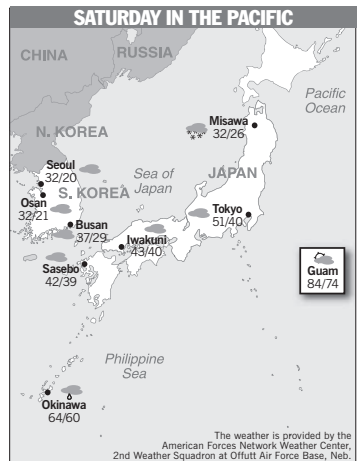 SATURDAY IN THE PACIFIC
CHINA
RUSSIA
Pacific
Ocean
Misawa
32/26
N. KOREA
Seoul
32/20
Sea of
Japan
JAPAN
S. KOREA
Osan
32/21
Busan
37/29
Tokyo
51/40
Iwakuni
43/40
Sasebo
42/39
Guam
84/74
Philippine
Sea
Okinawa
64/60
The weather is provided by the
American Forces Network Weather Center,
2nd Weather Squadron at Offutt Air Force Base, Neb.